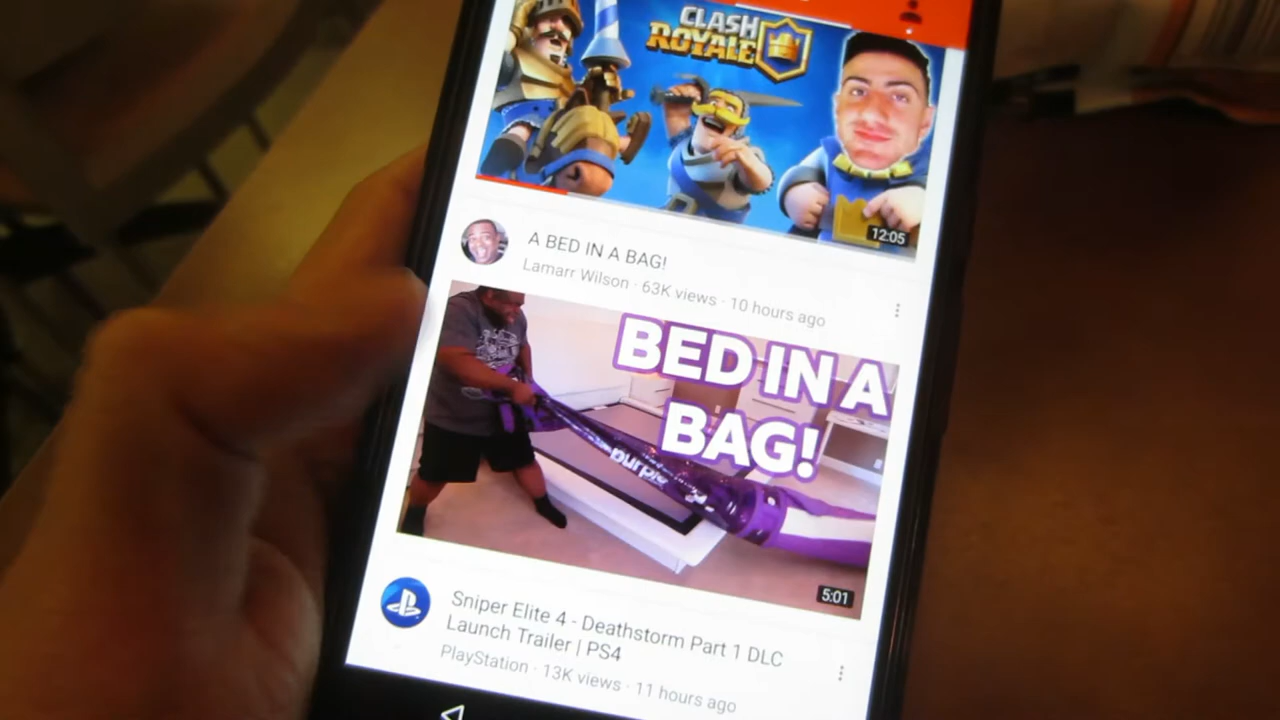 CLASH
ROYALE
12:05
A BED IN A BAG!
Lamarr Wilson · 63K views · 10 hours ago
BED IN A
BAG!
purple
5:01
Sniper Elite 4 - Deathstorm Part 1 DLC
Launch Trailer | PS4
PlayStation · 13K views · 11 hours ago